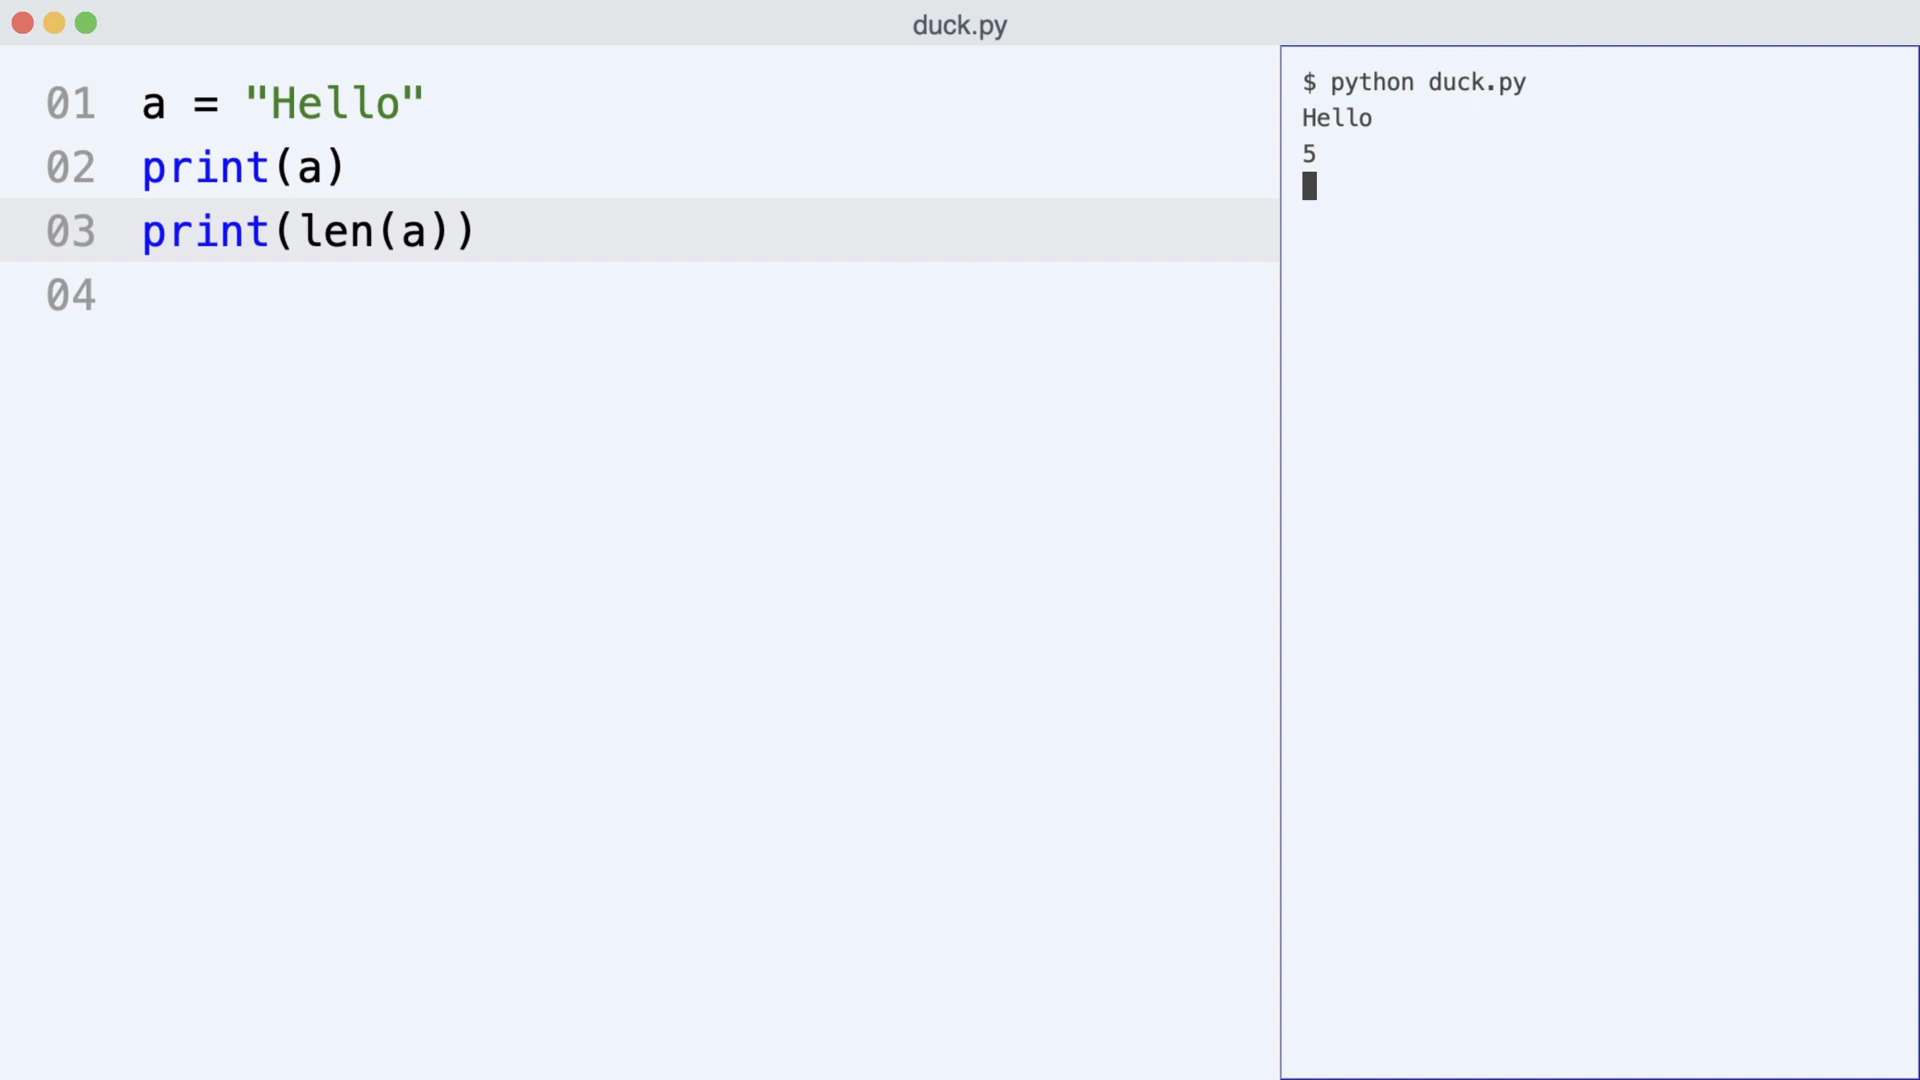 duck.py
01 a = "Hello"
02 print(a)
03 print(len(a))
04
$ python duck.py
Hello
5